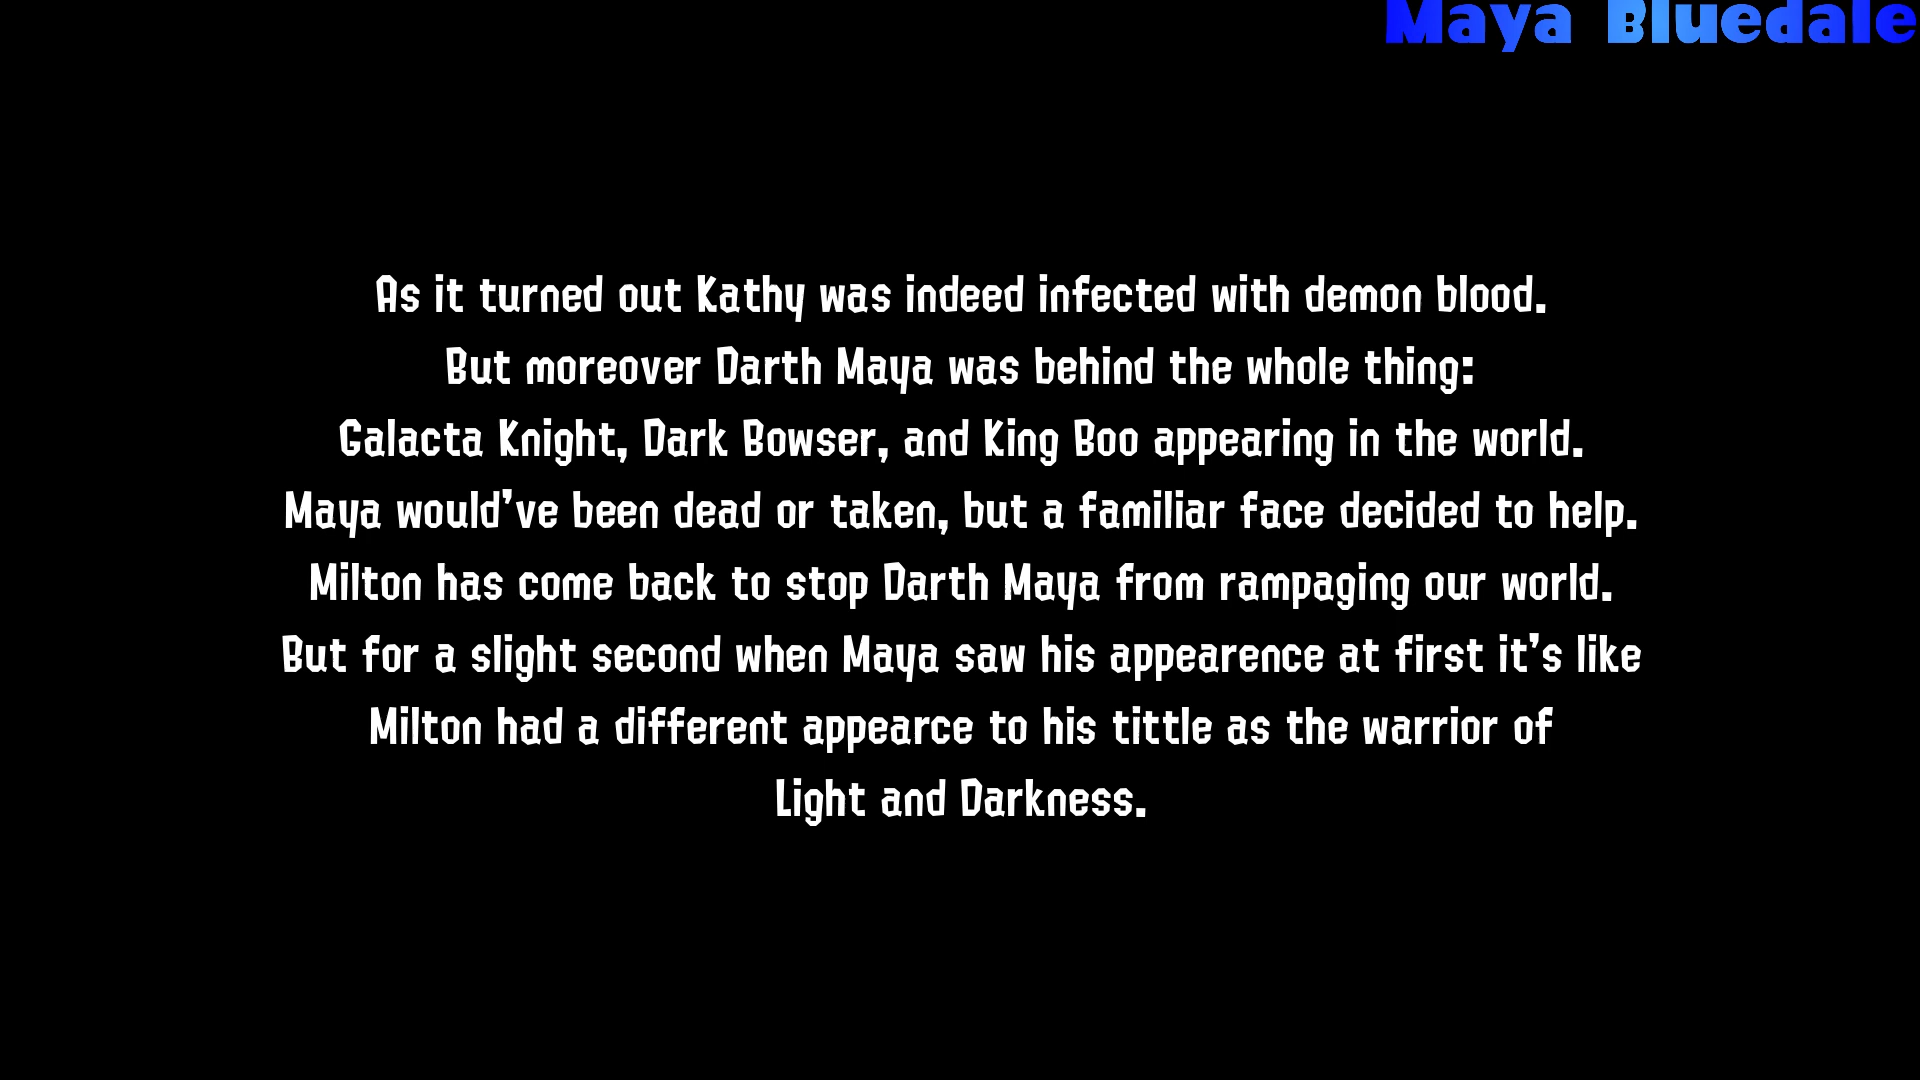 Maya Bluedale
As it turned out Kathy was indeed infected with demon blood.
But moreover Darth Maya was behind the whole thing:
Galacta Knight, Dark Bowser, and King Boo appearing in the world.
Maya would've been dead or taken, but a familiar face decided to help.
Milton has come back to stop Darth Maya from rampaging our world.
But for a slight second when Maya saw his appearence at first it's like
Milton had a different appearce to his tittle as the warrior of
Light and Darkness.